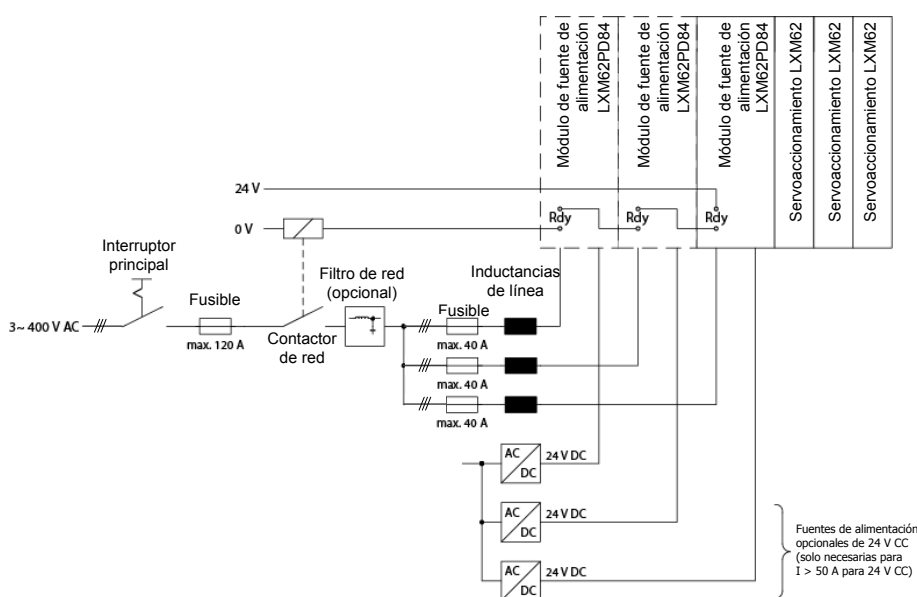 Módulo de fuente de
alimentación
LXM62PD84
Módulo de fuente de
alimentación
LXM62PD84
Módulo de fuente de
alimentación
LXM62PD84
Servoaccionamiento LXM62
Servoaccionamiento LXM62
Servoaccionamiento LXM62
24 V
Rdy
Rdy
Rdy
0 V
Interruptor
principal
Filtro de red
(opcional)
Inductancias
de línea
Fusible
Fusible
3~ 400 V AC
max. 120 A
Contactor
de red
max. 40 A
max. 40 A
max. 40 A
AC
DC
24 V DC
AC
DC
24 V DC
AC
DC
24 V DC
Fuentes de alimentación
opcionales de 24 V CC
(solo necesarias para
I > 50 A para 24 V CC)